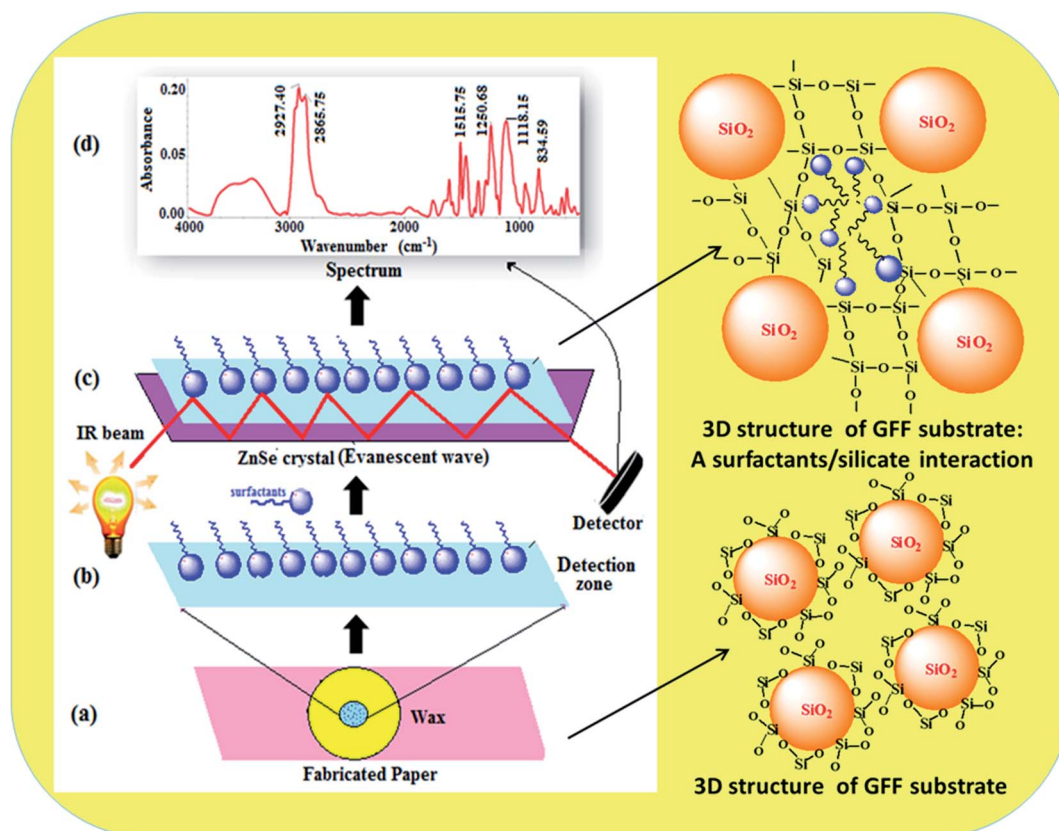 (d)
Absorbance
0.20
0.05
0.00
2927.40
2865.75
1515.75
1250.68
1118.15
834.59
4000
3000
2000
1000
Wavenumber (cm⁻¹)
Spectrum
(c)
IR beam
ZnSe crystal (Evanescent wave)
surfactants
Detector
(b)
Detection
zone
(a)
Wax
Fabricated Paper
SiO₂
SiO₂
SiO₂
SiO₂
3D structure of GFF substrate:
A surfactants/silicate interaction
SiO₂
SiO₂
SiO₂
SiO₂
3D structure of GFF substrate